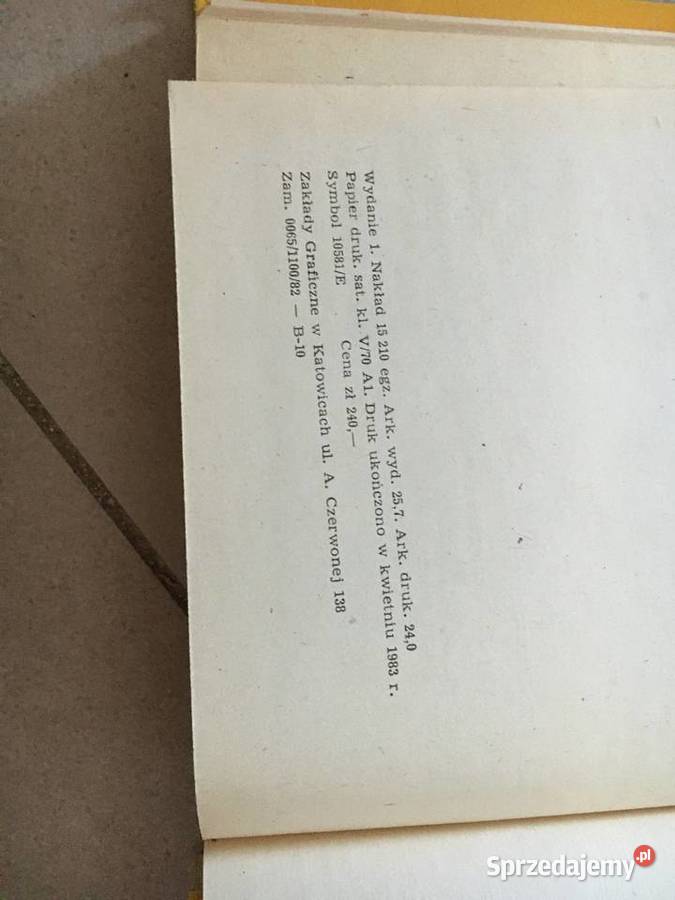 Wydanie 1. Nakład 15 210 egz. Ark. wyd. 25,7. Ark. druk. 24,0
Papier druk. sat. kl. V/70 A1. Druk ukończono w kwietniu 1983 r.
Symbol 10581/E Cena zł 240,—
Zakłady Graficzne w Katowicach ul. A. Czerwonej 138
Zam. 0065/1100/82 — B-10
Sprzedajemy.pl